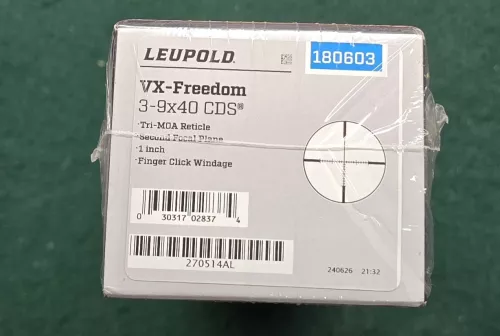 LEUPOLD.
180603
VX-Freedom
3-9x40 CDS®
·Tri-MOA Reticle
·Second Focal Plane
·1 inch
·Finger Click Windage
0 30317 02837 4
270514AL
240626 21:32